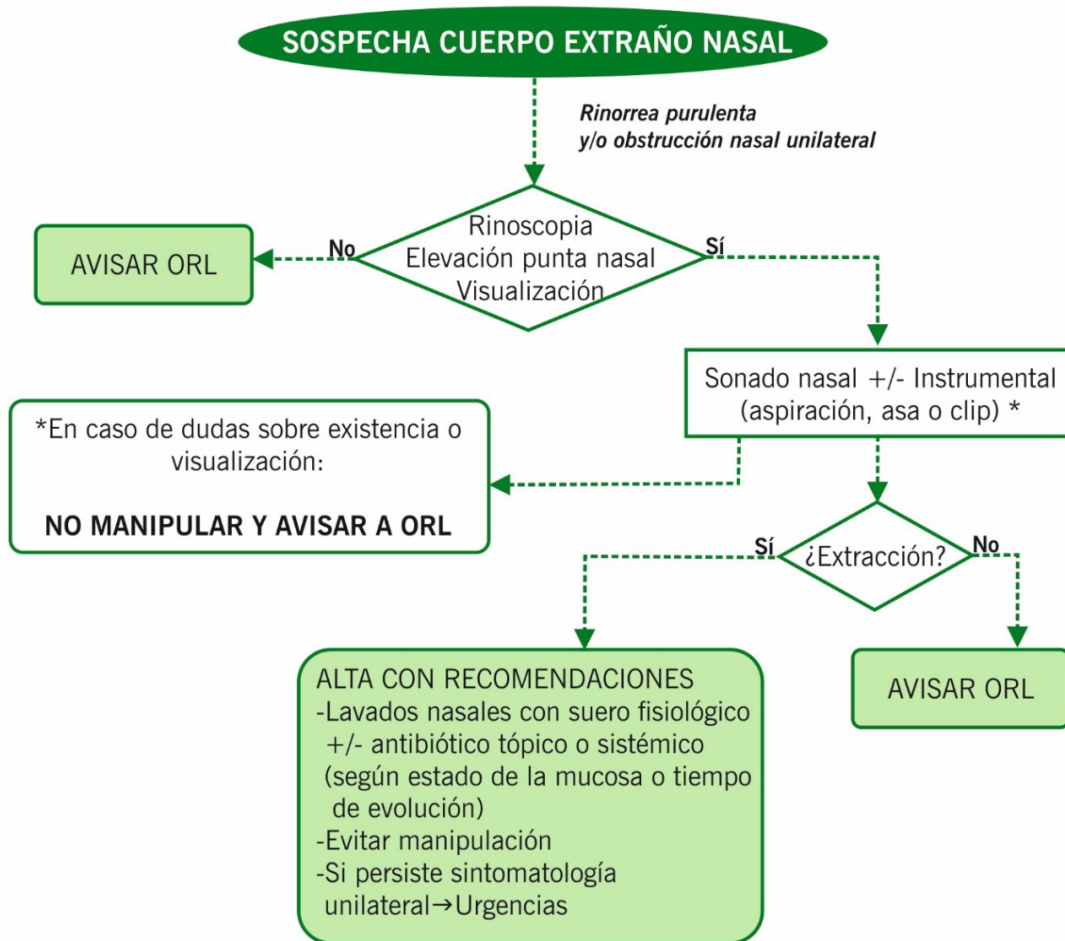 SOSPECHA CUERPO EXTRAÑO NASAL
Rinorrea purulenta
y/o obstrucción nasal unilateral
Rinoscopia
Elevación punta nasal
Visualización
No
Sí
AVISAR ORL
Sonado nasal +/- Instrumental
(aspiración, asa o clip) *
*En caso de dudas sobre existencia o
visualización:
NO MANIPULAR Y AVISAR A ORL
¿Extracción?
Sí
No
ALTA CON RECOMENDACIONES
-Lavados nasales con suero fisiológico
+/- antibiótico tópico o sistémico
(según estado de la mucosa o tiempo
de evolución)
-Evitar manipulación
-Si persiste sintomatología
unilateral→Urgencias
AVISAR ORL